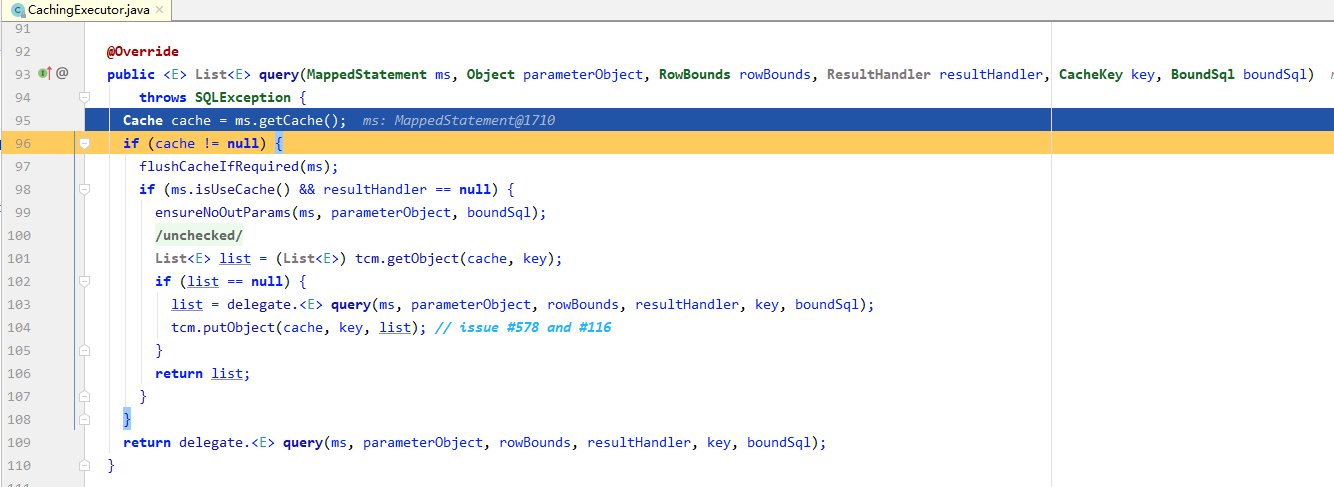 CachingExecutor.java
91
92 @Override
93 @ public <E> List<E> query(MappedStatement ms, Object parameterObject, RowBounds rowBounds, ResultHandler resultHandler, CacheKey key, BoundSql boundSql)
94 throws SQLException {
95 Cache cache = ms.getCache(); ms: MappedStatement@1710
96 if (cache != null) {
97 flushCacheIfRequired(ms);
98 if (ms.isUseCache() && resultHandler == null) {
99 ensureNoOutParams(ms, parameterObject, boundSql);
100 /unchecked/
101 List<E> list = (List<E>) tcm.getObject(cache, key);
102 if (list == null) {
103 list = delegate.<E> query(ms, parameterObject, rowBounds, resultHandler, key, boundSql);
104 tcm.putObject(cache, key, list); // issue #578 and #116
105 }
106 return list;
107 }
108 }
109 return delegate.<E> query(ms, parameterObject, rowBounds, resultHandler, key, boundSql);
110 }